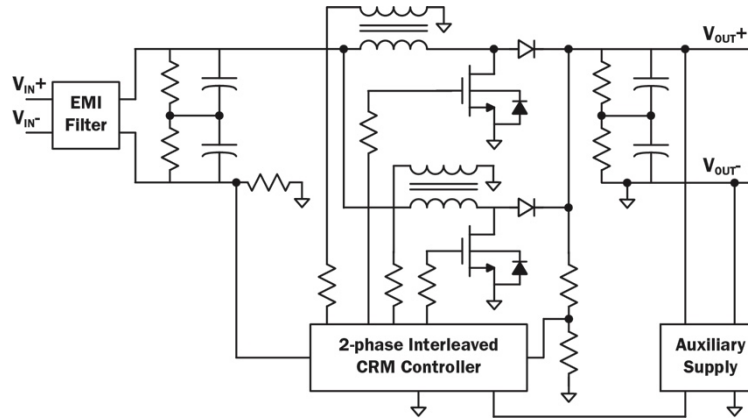 V_OUT+
V_IN+
EMI
Filter
V_IN-
V_OUT-
2-phase Interleaved
CRM Controller
Auxiliary
Supply